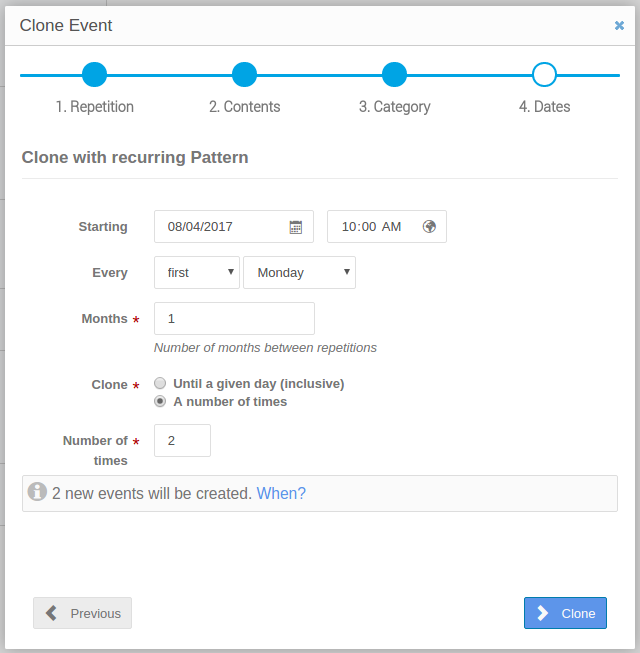 Clone Event
1. Repetition 2. Contents 3. Category 4. Dates
Clone with recurring Pattern
Starting 08/04/2017 10:00 AM
Every first Monday
Months * 1
Number of months between repetitions
Clone * Until a given day (inclusive)
A number of times
Number of times * 2
2 new events will be created. When?
Previous Clone